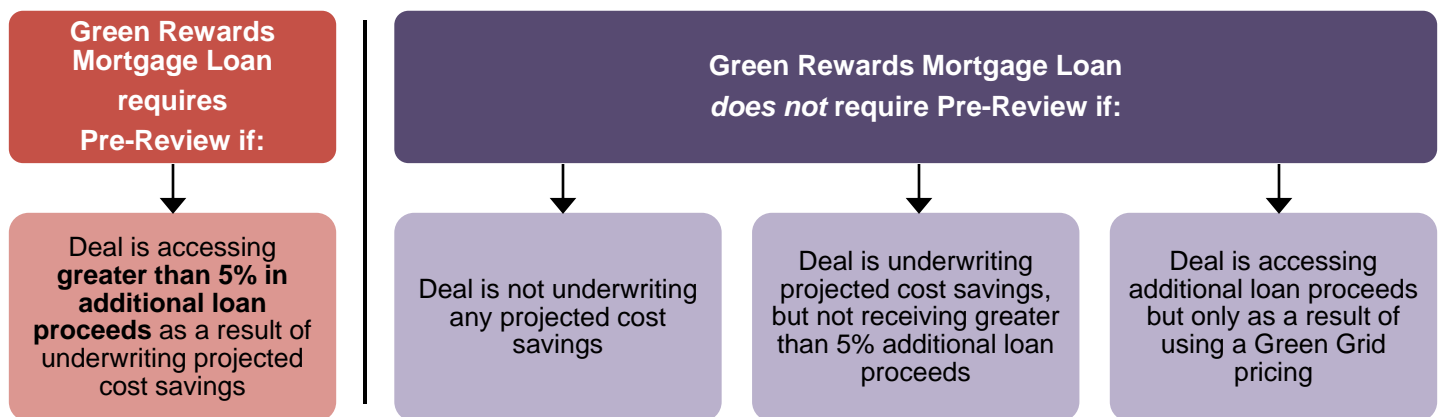 Green Rewards
Mortgage Loan
requires
Pre-Review if:
Deal is accessing
greater than 5% in
additional loan
proceeds as a result of
underwriting projected
cost savings
Green Rewards Mortgage Loan
does not require Pre-Review if:
Deal is not underwriting
any projected cost
savings
Deal is underwriting
projected cost savings,
but not receiving greater
than 5% additional loan
proceeds
Deal is accessing
additional loan proceeds
but only as a result of
using a Green Grid
pricing